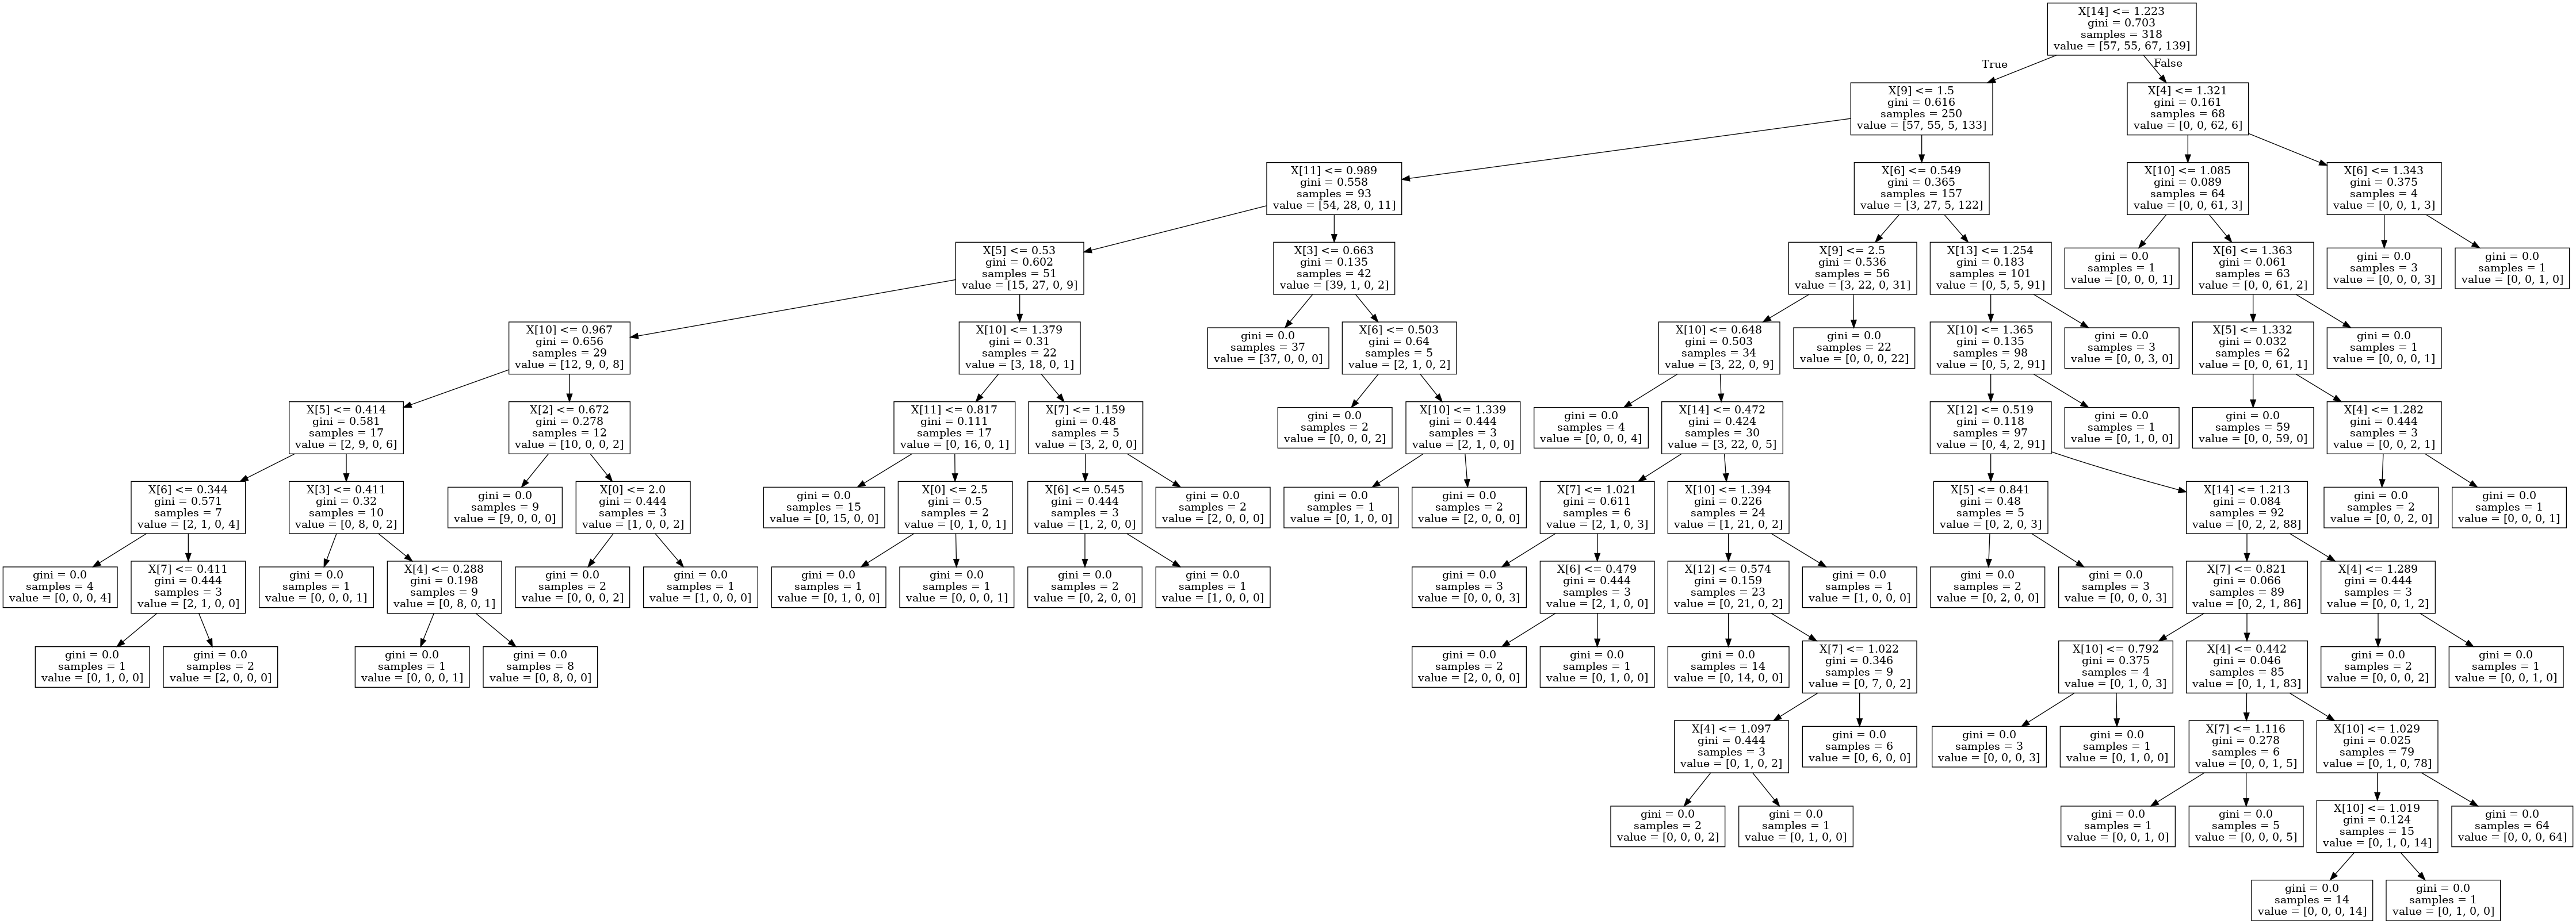 X[14] <= 1.223
gini = 0.703
samples = 318
value = [57, 55, 67, 139]
True
False
X[9] <= 1.5
gini = 0.616
samples = 250
value = [57, 55, 5, 133]
X[4] <= 1.321
gini = 0.161
samples = 68
value = [0, 0, 62, 6]
X[11] <= 0.989
gini = 0.558
samples = 93
value = [54, 28, 0, 11]
X[6] <= 0.549
gini = 0.365
samples = 157
value = [3, 27, 5, 122]
X[10] <= 1.085
gini = 0.089
samples = 64
value = [0, 0, 61, 3]
X[6] <= 1.343
gini = 0.375
samples = 4
value = [0, 0, 1, 3]
X[5] <= 0.53
gini = 0.602
samples = 51
value = [15, 27, 0, 9]
X[3] <= 0.663
gini = 0.135
samples = 42
value = [39, 1, 0, 2]
X[9] <= 2.5
gini = 0.536
samples = 56
value = [3, 22, 0, 31]
X[13] <= 1.254
gini = 0.183
samples = 101
value = [0, 5, 5, 91]
gini = 0.0
samples = 1
value = [0, 0, 0, 1]
X[6] <= 1.363
gini = 0.061
samples = 63
value = [0, 0, 61, 2]
gini = 0.0
samples = 3
value = [0, 0, 0, 3]
gini = 0.0
samples = 1
value = [0, 0, 1, 0]
X[10] <= 0.967
gini = 0.656
samples = 29
value = [12, 9, 0, 8]
X[10] <= 1.379
gini = 0.31
samples = 22
value = [3, 18, 0, 1]
gini = 0.0
samples = 37
value = [37, 0, 0, 0]
X[6] <= 0.503
gini = 0.64
samples = 5
value = [2, 1, 0, 2]
X[10] <= 0.648
gini = 0.503
samples = 34
value = [3, 22, 0, 9]
gini = 0.0
samples = 22
value = [0, 0, 0, 22]
X[10] <= 1.365
gini = 0.135
samples = 98
value = [0, 5, 2, 91]
gini = 0.0
samples = 3
value = [0, 0, 3, 0]
X[5] <= 1.332
gini = 0.032
samples = 62
value = [0, 0, 61, 1]
gini = 0.0
samples = 1
value = [0, 0, 0, 1]
X[5] <= 0.414
gini = 0.581
samples = 17
value = [2, 9, 0, 6]
X[2] <= 0.672
gini = 0.278
samples = 12
value = [10, 0, 0, 2]
X[11] <= 0.817
gini = 0.111
samples = 17
value = [0, 16, 0, 1]
X[7] <= 1.159
gini = 0.48
samples = 5
value = [3, 2, 0, 0]
gini = 0.0
samples = 2
value = [0, 0, 0, 2]
X[10] <= 1.339
gini = 0.444
samples = 3
value = [2, 1, 0, 0]
gini = 0.0
samples = 4
value = [0, 0, 0, 4]
X[14] <= 0.472
gini = 0.424
samples = 30
value = [3, 22, 0, 5]
X[12] <= 0.519
gini = 0.118
samples = 97
value = [0, 4, 2, 91]
gini = 0.0
samples = 1
value = [0, 1, 0, 0]
gini = 0.0
samples = 59
value = [0, 0, 59, 0]
X[4] <= 1.282
gini = 0.444
samples = 3
value = [0, 0, 2, 1]
X[6] <= 0.344
gini = 0.571
samples = 7
value = [2, 1, 0, 4]
X[3] <= 0.411
gini = 0.32
samples = 10
value = [0, 8, 0, 2]
gini = 0.0
samples = 9
value = [9, 0, 0, 0]
X[0] <= 2.0
gini = 0.444
samples = 3
value = [1, 0, 0, 2]
gini = 0.0
samples = 15
value = [0, 15, 0, 0]
X[0] <= 2.5
gini = 0.5
samples = 2
value = [0, 1, 0, 1]
X[6] <= 0.545
gini = 0.444
samples = 3
value = [1, 2, 0, 0]
gini = 0.0
samples = 2
value = [2, 0, 0, 0]
gini = 0.0
samples = 1
value = [0, 1, 0, 0]
gini = 0.0
samples = 2
value = [2, 0, 0, 0]
X[7] <= 1.021
gini = 0.611
samples = 6
value = [2, 1, 0, 3]
X[10] <= 1.394
gini = 0.226
samples = 24
value = [1, 21, 0, 2]
X[5] <= 0.841
gini = 0.48
samples = 5
value = [0, 2, 0, 3]
X[14] <= 1.213
gini = 0.084
samples = 92
value = [0, 2, 2, 88]
gini = 0.0
samples = 2
value = [0, 0, 2, 0]
gini = 0.0
samples = 1
value = [0, 0, 0, 1]
gini = 0.0
samples = 4
value = [0, 0, 0, 4]
X[7] <= 0.411
gini = 0.444
samples = 3
value = [2, 1, 0, 0]
gini = 0.0
samples = 1
value = [0, 0, 0, 1]
X[4] <= 0.288
gini = 0.198
samples = 9
value = [0, 8, 0, 1]
gini = 0.0
samples = 2
value = [0, 0, 0, 2]
gini = 0.0
samples = 1
value = [1, 0, 0, 0]
gini = 0.0
samples = 1
value = [0, 1, 0, 0]
gini = 0.0
samples = 1
value = [0, 0, 0, 1]
gini = 0.0
samples = 2
value = [0, 2, 0, 0]
gini = 0.0
samples = 1
value = [1, 0, 0, 0]
gini = 0.0
samples = 3
value = [0, 0, 0, 3]
X[6] <= 0.479
gini = 0.444
samples = 3
value = [2, 1, 0, 0]
X[12] <= 0.574
gini = 0.159
samples = 23
value = [0, 21, 0, 2]
gini = 0.0
samples = 1
value = [1, 0, 0, 0]
gini = 0.0
samples = 2
value = [0, 2, 0, 0]
gini = 0.0
samples = 3
value = [0, 0, 0, 3]
X[7] <= 0.821
gini = 0.066
samples = 89
value = [0, 2, 1, 86]
X[4] <= 1.289
gini = 0.444
samples = 3
value = [0, 0, 1, 2]
gini = 0.0
samples = 1
value = [0, 1, 0, 0]
gini = 0.0
samples = 2
value = [2, 0, 0, 0]
gini = 0.0
samples = 1
value = [0, 0, 0, 1]
gini = 0.0
samples = 8
value = [0, 8, 0, 0]
gini = 0.0
samples = 2
value = [2, 0, 0, 0]
gini = 0.0
samples = 1
value = [0, 1, 0, 0]
gini = 0.0
samples = 14
value = [0, 14, 0, 0]
X[7] <= 1.022
gini = 0.346
samples = 9
value = [0, 7, 0, 2]
X[10] <= 0.792
gini = 0.375
samples = 4
value = [0, 1, 0, 3]
X[4] <= 0.442
gini = 0.046
samples = 85
value = [0, 1, 1, 83]
gini = 0.0
samples = 2
value = [0, 0, 0, 2]
gini = 0.0
samples = 1
value = [0, 0, 1, 0]
X[4] <= 1.097
gini = 0.444
samples = 3
value = [0, 1, 0, 2]
gini = 0.0
samples = 6
value = [0, 6, 0, 0]
gini = 0.0
samples = 3
value = [0, 0, 0, 3]
gini = 0.0
samples = 1
value = [0, 1, 0, 0]
X[7] <= 1.116
gini = 0.278
samples = 6
value = [0, 0, 1, 5]
X[10] <= 1.029
gini = 0.025
samples = 79
value = [0, 1, 0, 78]
gini = 0.0
samples = 2
value = [0, 0, 0, 2]
gini = 0.0
samples = 1
value = [0, 1, 0, 0]
gini = 0.0
samples = 1
value = [0, 0, 1, 0]
gini = 0.0
samples = 5
value = [0, 0, 0, 5]
X[10] <= 1.019
gini = 0.124
samples = 15
value = [0, 1, 0, 14]
gini = 0.0
samples = 64
value = [0, 0, 0, 64]
gini = 0.0
samples = 14
value = [0, 0, 0, 14]
gini = 0.0
samples = 1
value = [0, 1, 0, 0]